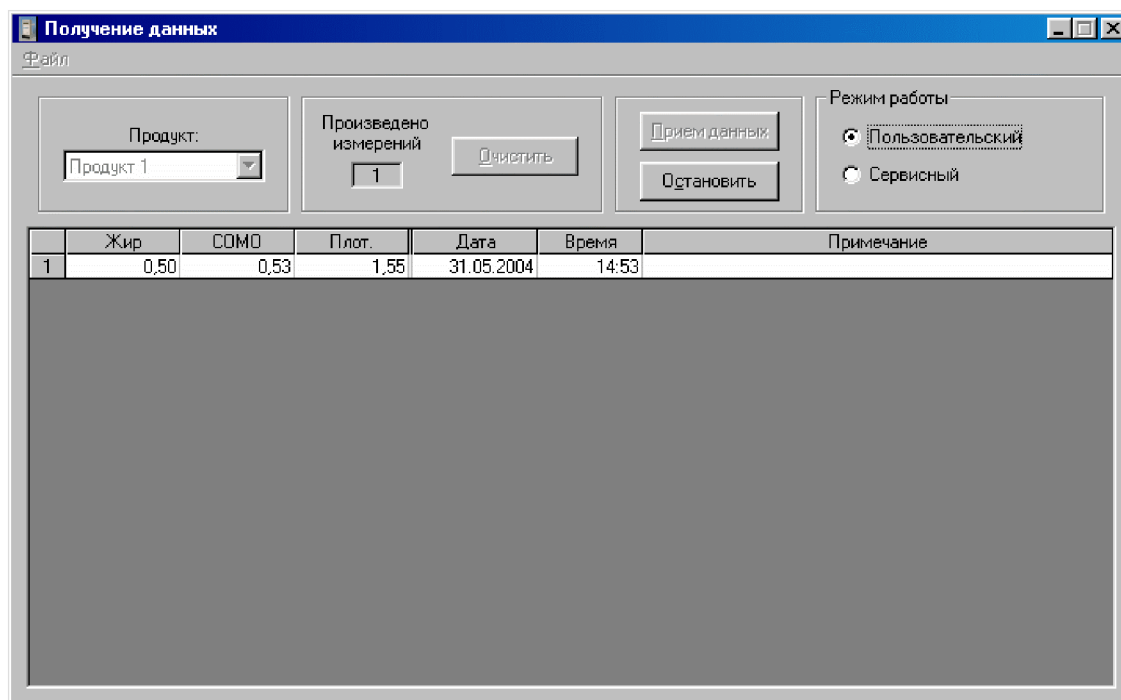 Получение данных
Файл
Продукт:
Продукт 1
Произведено
измерений
1
Очистить
Прием данных
Остановить
Режим работы
Пользовательский
Сервисный
Жир СОМО Плот. Дата Время Примечание
1 0,50 0,53 1,55 31.05.2004 14:53